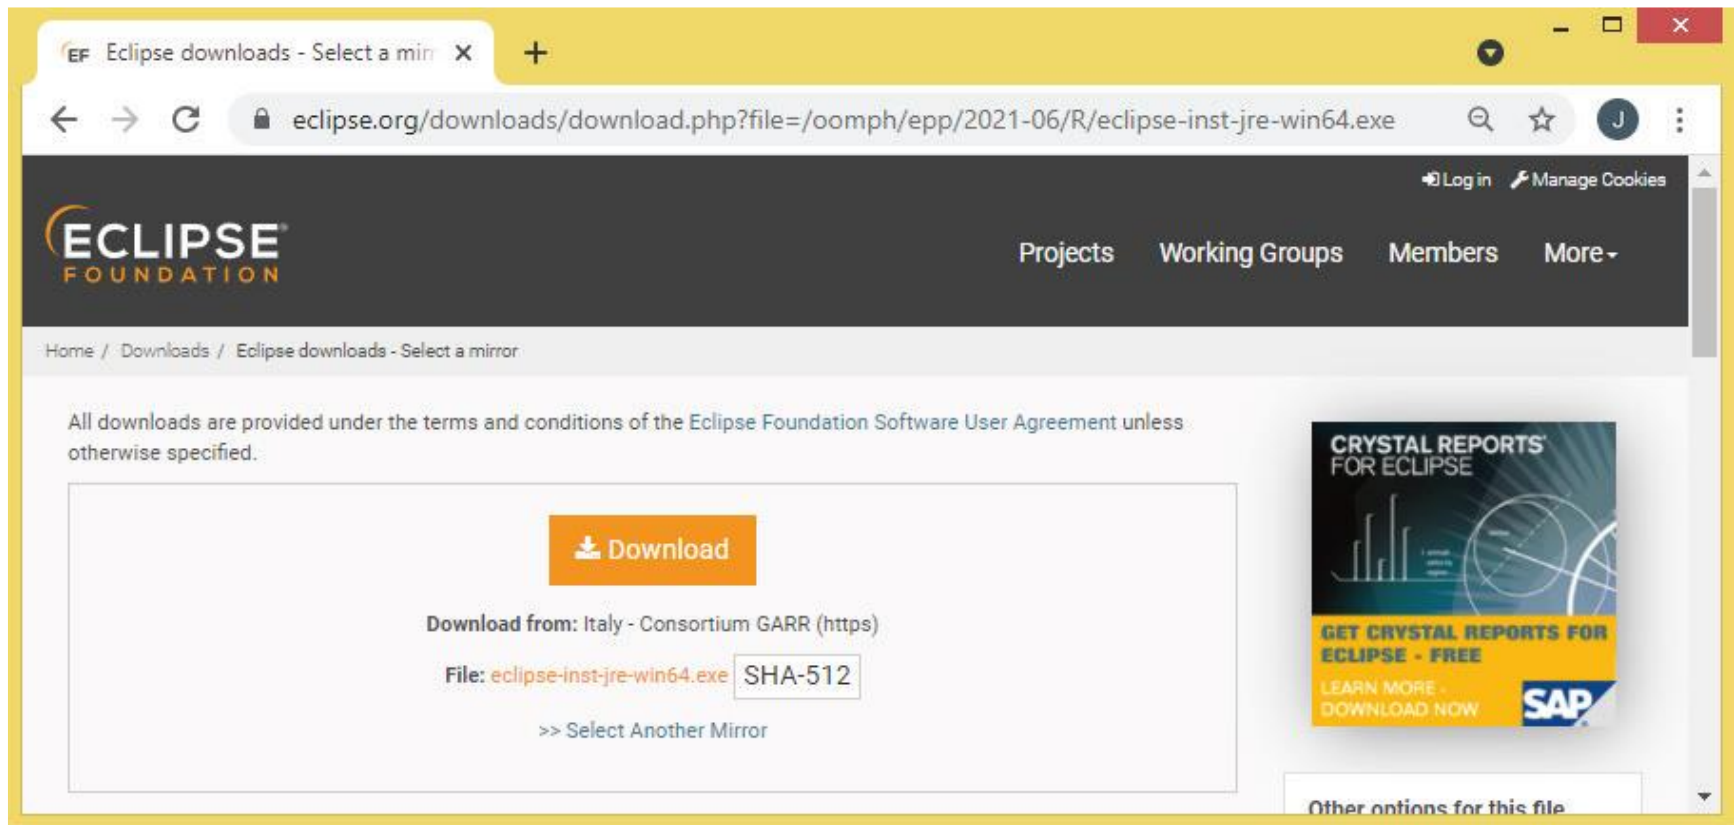 EF Eclipse downloads - Select a mirr
eclipse.org/downloads/download.php?file=/oomph/epp/2021-06/R/eclipse-inst-jre-win64.exe
J
Log in Manage Cookies
ECLIPSE®
FOUNDATION
Projects Working Groups Members More
Home / Downloads / Eclipse downloads - Select a mirror
All downloads are provided under the terms and conditions of the Eclipse Foundation Software User Agreement unless
otherwise specified.
Download
Download from: Italy - Consortium GARR (https)
File: eclipse-inst-jre-win64.exe SHA-512
>> Select Another Mirror
CRYSTAL REPORTS®
FOR ECLIPSE
GET CRYSTAL REPORTS FOR
ECLIPSE - FREE
LEARN MORE -
DOWNLOAD NOW
SAP
Other options for this file